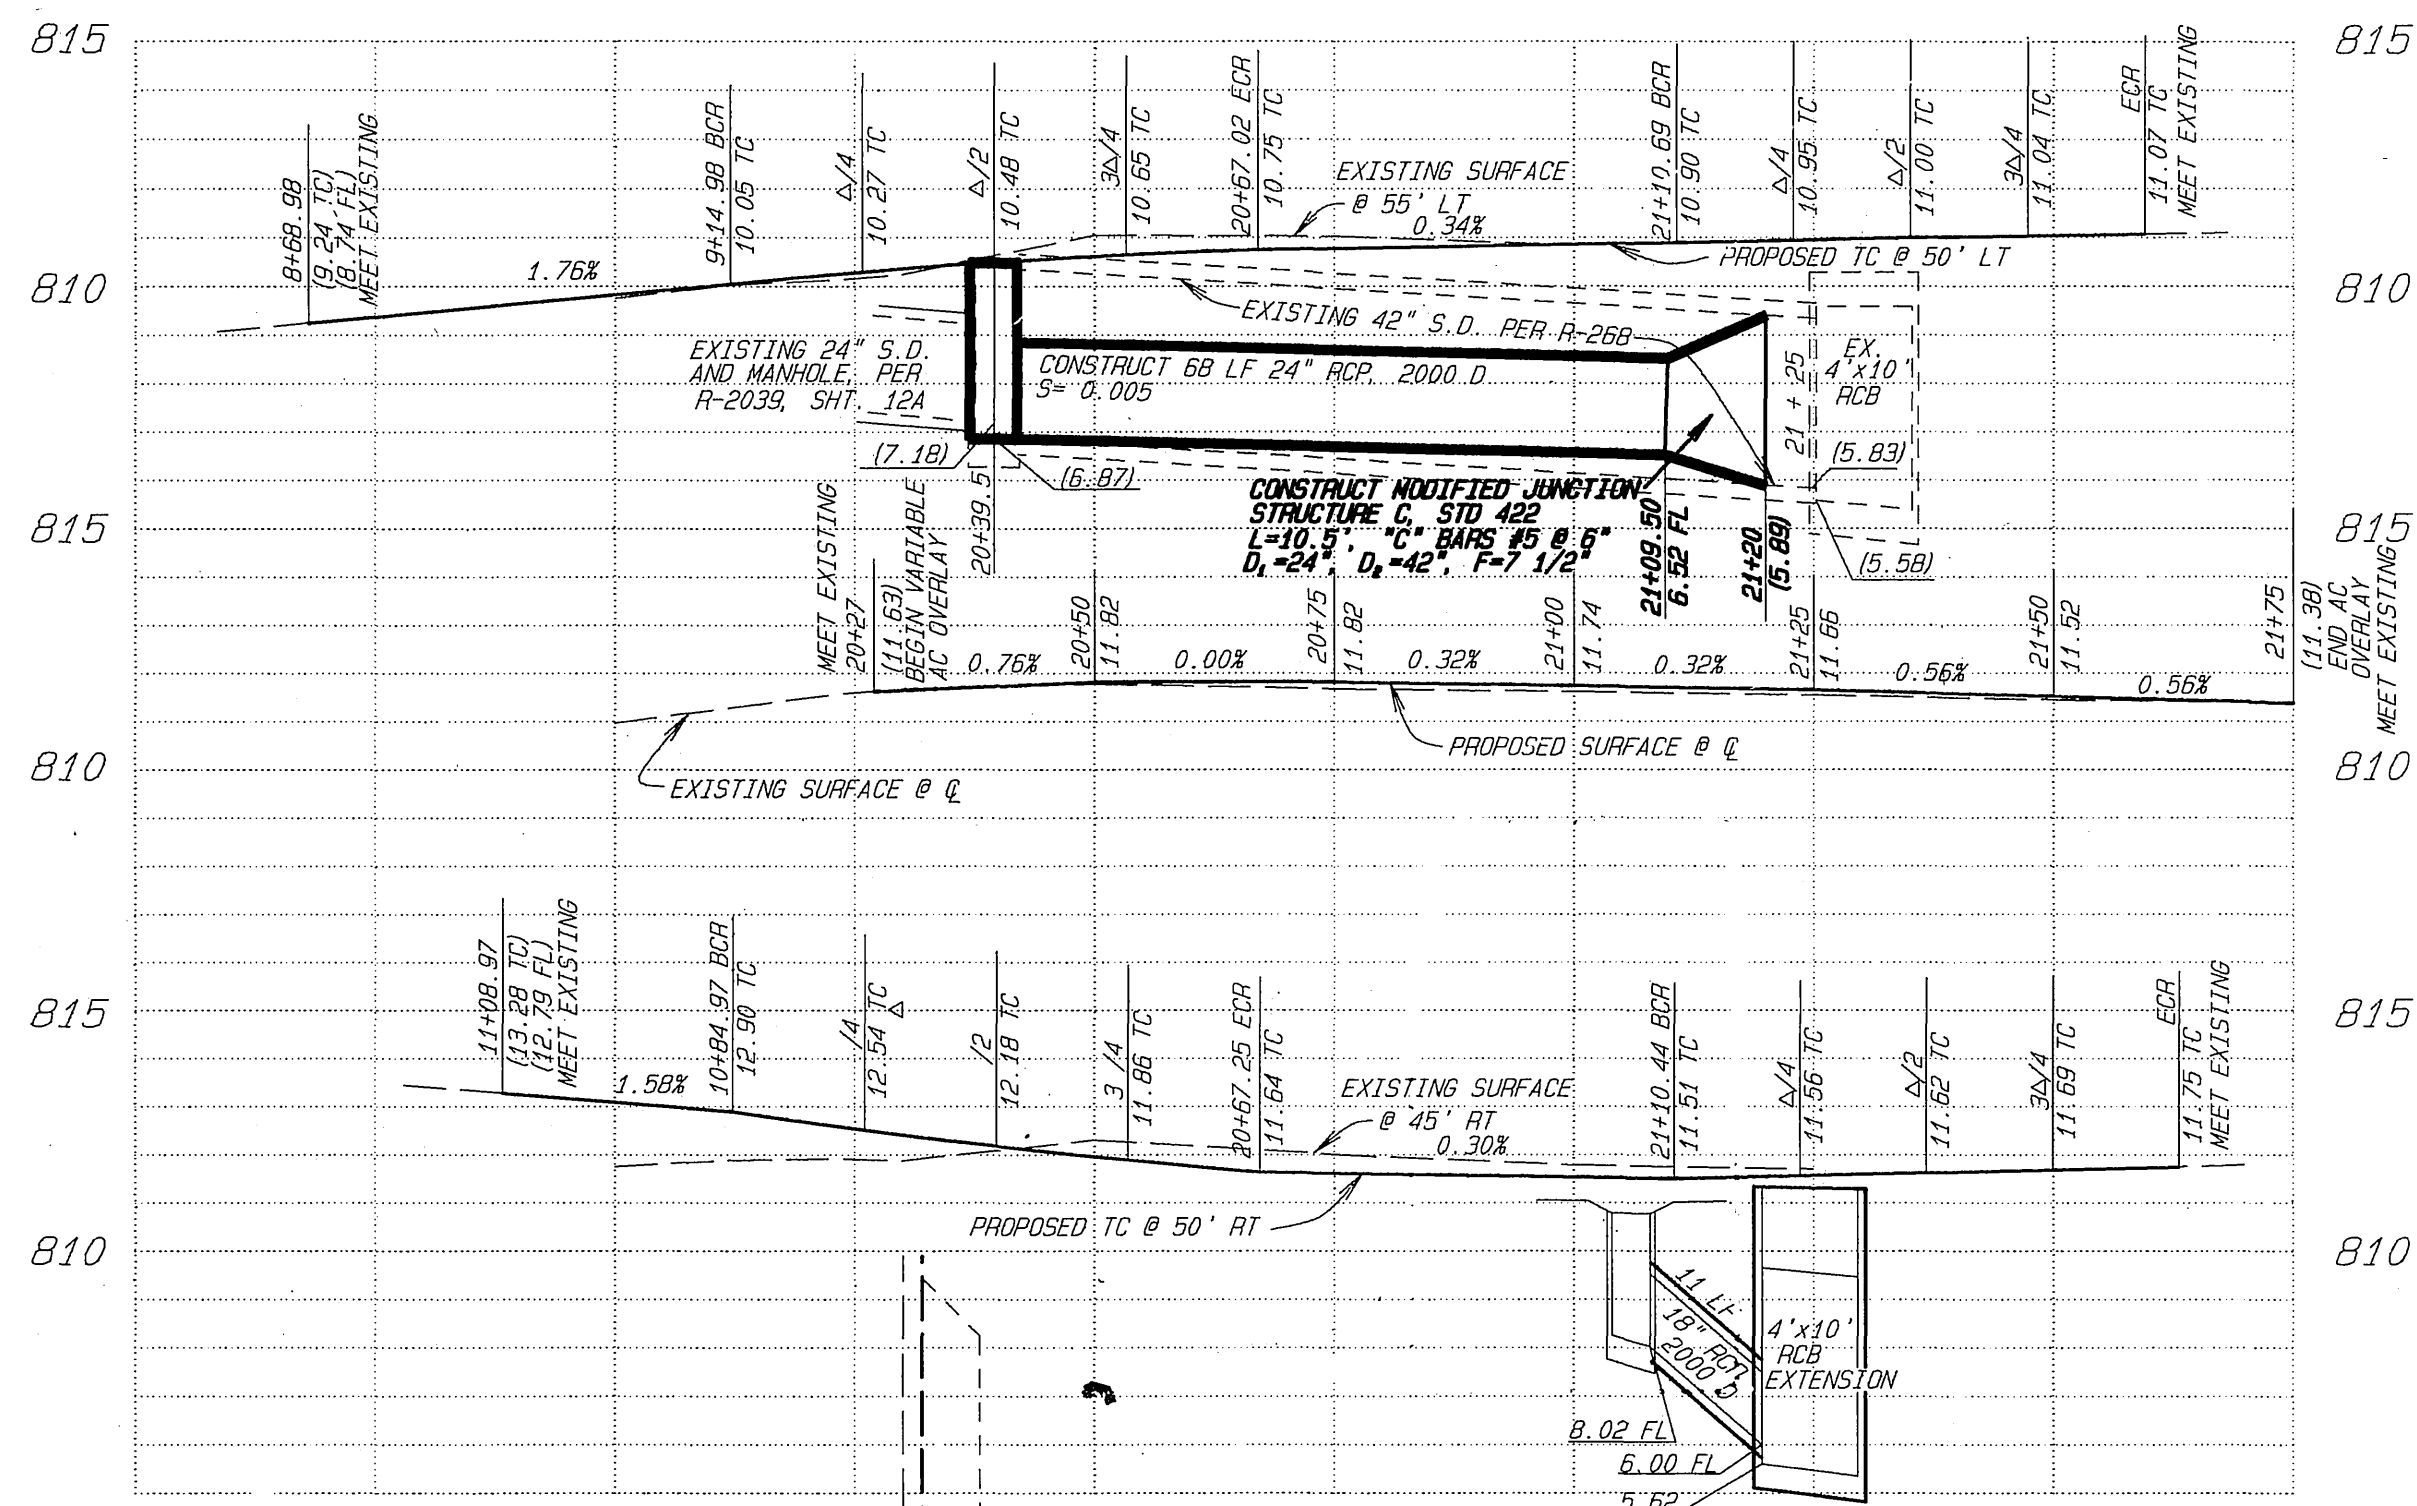 815
815
8+68.98
(9.24 TC)
(8.74 FL)
MEET EXISTING
1.76%
9+14.98 BCR
10.05 TC
Δ/4
10.27 TC
Δ/2
10.48 TC
3Δ/4
10.65 TC
20+67.02 ECR
10.75 TC
EXISTING SURFACE
@ 55' LT
0.34%
21+10.69 BCR
10.90 TC
Δ/4
10.95 TC
Δ/2
11.00 TC
3Δ/4
11.04 TC
ECR
11.07 TC
MEET EXISTING
PROPOSED TC @ 50' LT
810
810
EXISTING 42" S.D. PER R-268
EXISTING 24" S.D.
AND MANHOLE, PER
R-2039, SHT. 12A
CONSTRUCT 68 LF 24" RCP, 2000 D
S= 0.005
21 + 25
EX.
4'x10'
RCB
(7.18)
(6.87)
(5.83)
(5.58)
20+39.5
CONSTRUCT MODIFIED JUNCTION
STRUCTURE C, STD 422
L=10.5', "C" BARS #5 @ 6"
D₁=24", D₂=42", F=7 1/2"
21+09.50
6.52 FL
21+20
(5.89)
815
815
MEET EXISTING
20+27
(11.63)
BEGIN VARIABLE
AC OVERLAY
0.76%
20+50
11.82
0.00%
20+75
11.82
0.32%
21+00
11.74
0.32%
21+25
11.66
0.56%
21+50
11.52
0.56%
21+75
(11.38)
END AC
OVERLAY
MEET EXISTING
PROPOSED SURFACE @ ℄
EXISTING SURFACE @ ℄
810
810
815
815
11+08.97
(13.28 TC)
(12.79 FL)
MEET EXISTING
1.58%
10+84.97 BCR
12.90 TC
/4
12.54 TC Δ
/2
12.18 TC
3 /4
11.86 TC
20+67.25 ECR
11.64 TC
EXISTING SURFACE
@ 45' RT
0.30%
21+10.44 BCR
11.51 TC
Δ/4
11.56 TC
Δ/2
11.62 TC
3Δ/4
11.69 TC
ECR
11.75 TC
MEET EXISTING
PROPOSED TC @ 50' RT
810
810
11 LF
18" RCP,
2000 D
4'x10'
RCB
EXTENSION
8.02 FL
6.00 FL
5.62